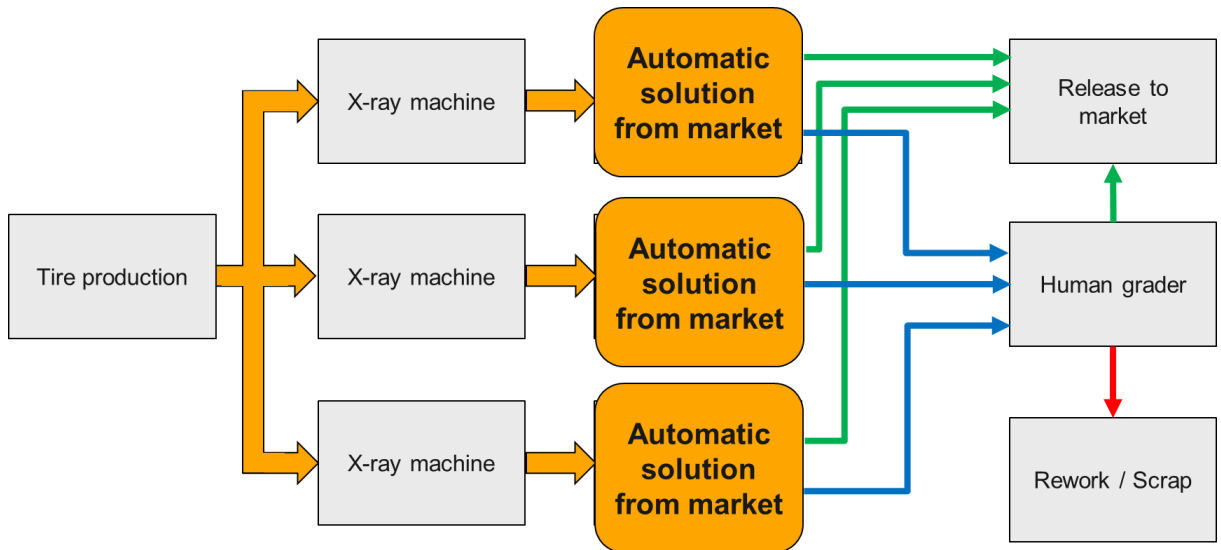 Tire production
X-ray machine
Automatic
solution
from market
Release to
market
X-ray machine
Automatic
solution
from market
Human grader
X-ray machine
Automatic
solution
from market
Rework / Scrap